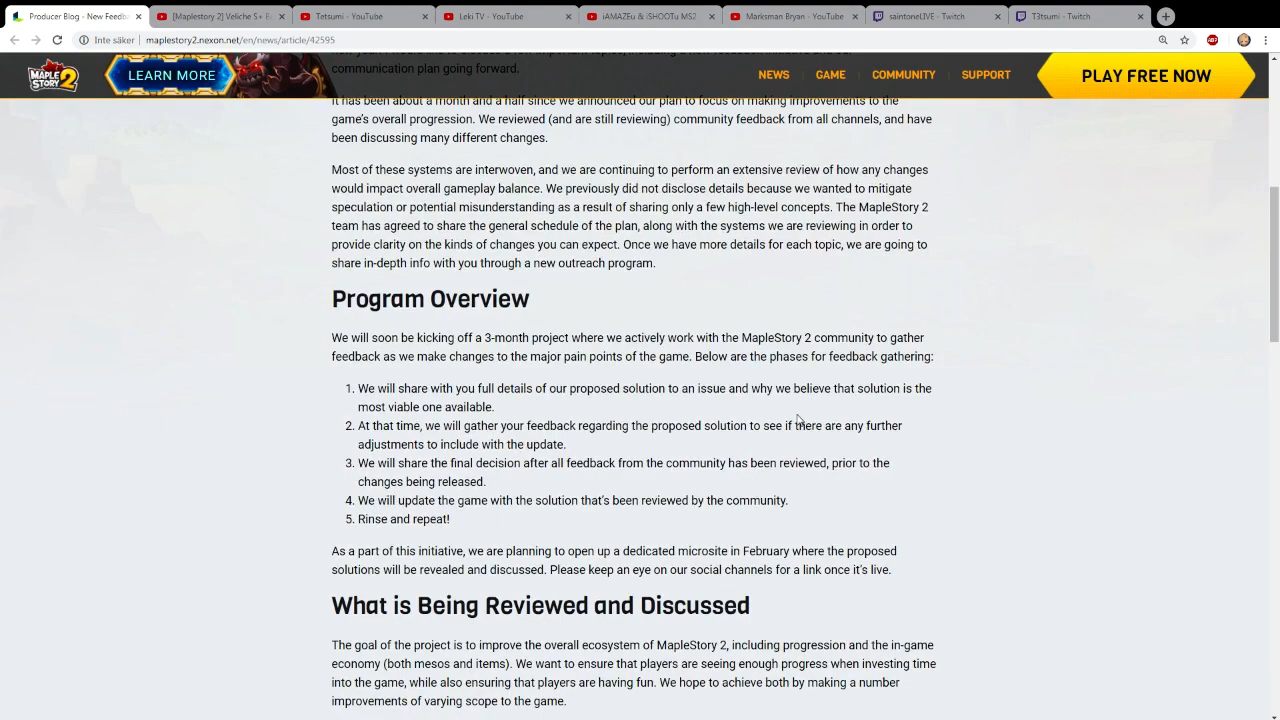 Producer Blog - New Feedba
[Maplestory 2] Veliche S+ B
Tetsumi - YouTube
Leki TV - YouTube
iAMAZEu & iSHOOTu MS2
Marksman Bryan - YouTube
saintoneLIVE - Twitch
T3tsumi - Twitch
Inte säker
maplestory2.nexon.net/en/news/article/42595
MAPLE STORY 2
LEARN MORE
NEWS
GAME
COMMUNITY
SUPPORT
PLAY FREE NOW
communication plan going forward.
It has been about a month and a half since we announced our plan to focus on making improvements to the
game's overall progression. We reviewed (and are still reviewing) community feedback from all channels, and have
been discussing many different changes.
Most of these systems are interwoven, and we are continuing to perform an extensive review of how any changes
would impact overall gameplay balance. We previously did not disclose details because we wanted to mitigate
speculation or potential misunderstanding as a result of sharing only a few high-level concepts. The MapleStory 2
team has agreed to share the general schedule of the plan, along with the systems we are reviewing in order to
provide clarity on the kinds of changes you can expect. Once we have more details for each topic, we are going to
share in-depth info with you through a new outreach program.
Program Overview
We will soon be kicking off a 3-month project where we actively work with the MapleStory 2 community to gather
feedback as we make changes to the major pain points of the game. Below are the phases for feedback gathering:
1. We will share with you full details of our proposed solution to an issue and why we believe that solution is the
most viable one available.
2. At that time, we will gather your feedback regarding the proposed solution to see if there are any further
adjustments to include with the update.
3. We will share the final decision after all feedback from the community has been reviewed, prior to the
changes being released.
4. We will update the game with the solution that's been reviewed by the community.
5. Rinse and repeat!
As a part of this initiative, we are planning to open up a dedicated microsite in February where the proposed
solutions will be revealed and discussed. Please keep an eye on our social channels for a link once it's live.
What is Being Reviewed and Discussed
The goal of the project is to improve the overall ecosystem of MapleStory 2, including progression and the in-game
economy (both mesos and items). We want to ensure that players are seeing enough progress when investing time
into the game, while also ensuring that players are having fun. We hope to achieve both by making a number
improvements of varying scope to the game.